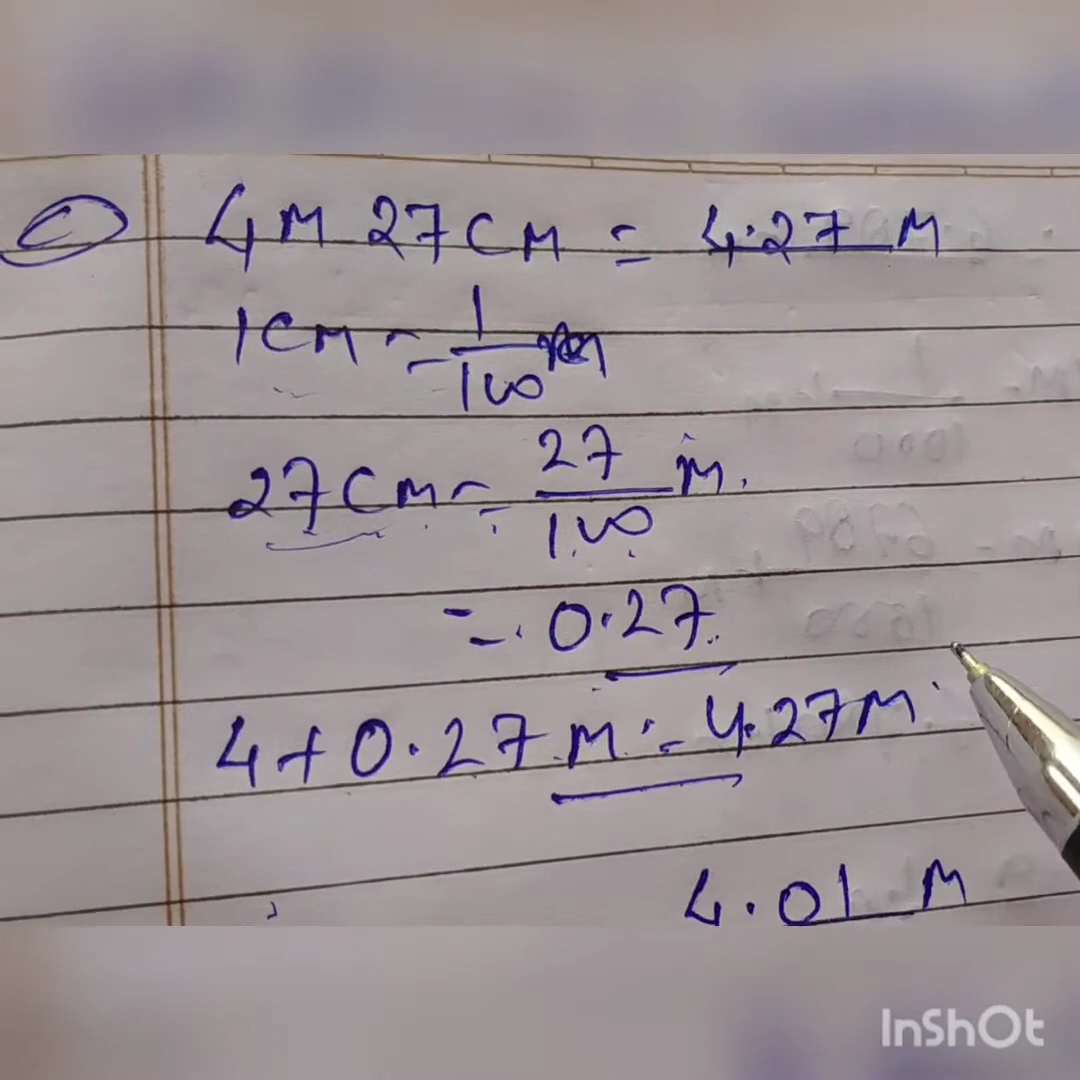 c 4M 27CM = 4.27 M
1CM = 1/100 M
27CM = 27/100 M.
= 0.27
4+0.27M = 4.27M
4.01 M
InShOt